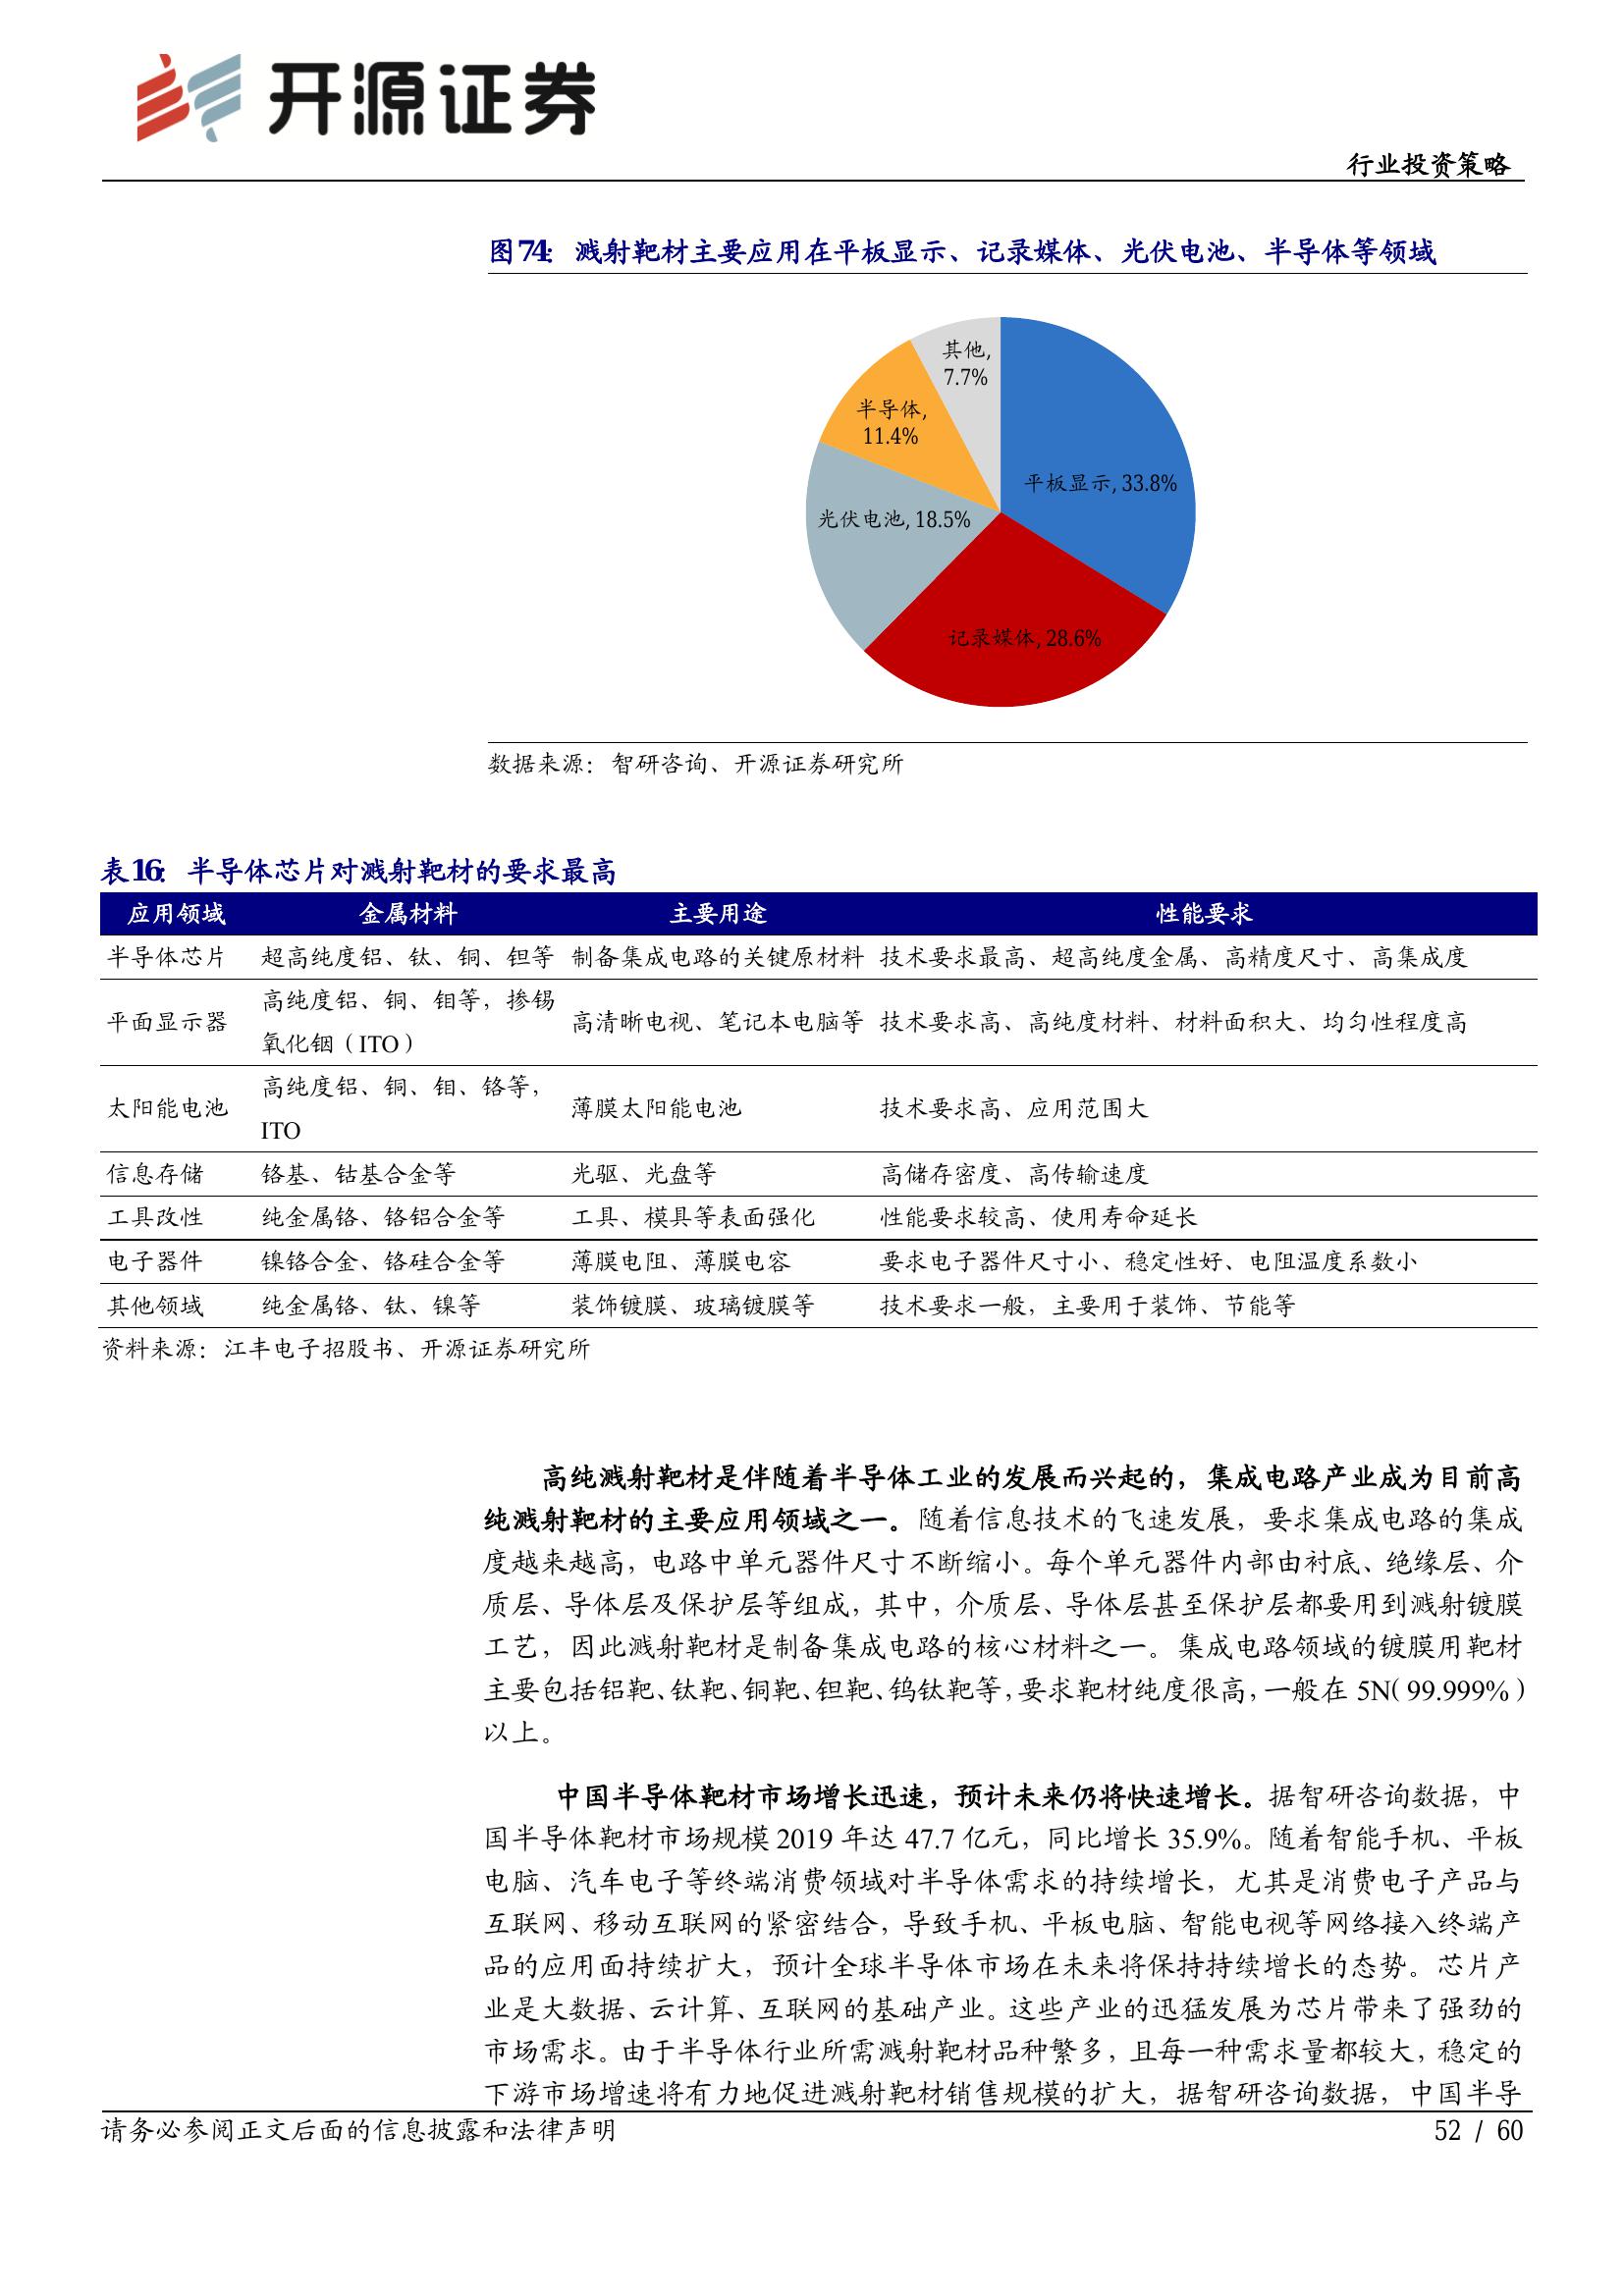 开源证券
行业投资策略
图74： 溅射靶材主要应用在平板显示、记录媒体、光伏电池、半导体等领域
其他,
7.7%
半导体,
11.4%
平板显示, 33.8%
光伏电池, 18.5%
记录媒体, 28.6%
数据来源：智研咨询、开源证券研究所
表16： 半导体芯片对溅射靶材的要求最高
应用领域 金属材料 主要用途 性能要求
半导体芯片 超高纯度铝、钛、铜、钽等 制备集成电路的关键原材料 技术要求最高、超高纯度金属、高精度尺寸、高集成度
平面显示器 高纯度铝、铜、钼等，掺锡
氧化铟（ITO） 高清晰电视、笔记本电脑等 技术要求高、高纯度材料、材料面积大、均匀性程度高
太阳能电池 高纯度铝、铜、钼、铬等，
ITO 薄膜太阳能电池 技术要求高、应用范围大
信息存储 铬基、钴基合金等 光驱、光盘等 高储存密度、高传输速度
工具改性 纯金属铬、铬铝合金等 工具、模具等表面强化 性能要求较高、使用寿命延长
电子器件 镍铬合金、铬硅合金等 薄膜电阻、薄膜电容 要求电子器件尺寸小、稳定性好、电阻温度系数小
其他领域 纯金属铬、钛、镍等 装饰镀膜、玻璃镀膜等 技术要求一般，主要用于装饰、节能等
资料来源：江丰电子招股书、开源证券研究所
高纯溅射靶材是伴随着半导体工业的发展而兴起的，集成电路产业成为目前高
纯溅射靶材的主要应用领域之一。随着信息技术的飞速发展，要求集成电路的集成
度越来越高，电路中单元器件尺寸不断缩小。每个单元器件内部由衬底、绝缘层、介
质层、导体层及保护层等组成，其中，介质层、导体层甚至保护层都要用到溅射镀膜
工艺，因此溅射靶材是制备集成电路的核心材料之一。集成电路领域的镀膜用靶材
主要包括铝靶、钛靶、铜靶、钽靶、钨钛靶等，要求靶材纯度很高，一般在 5N（99.999%）
以上。
中国半导体靶材市场增长迅速，预计未来仍将快速增长。据智研咨询数据，中
国半导体靶材市场规模 2019 年达 47.7 亿元，同比增长 35.9%。随着智能手机、平板
电脑、汽车电子等终端消费领域对半导体需求的持续增长，尤其是消费电子产品与
互联网、移动互联网的紧密结合，导致手机、平板电脑、智能电视等网络接入终端产
品的应用面持续扩大，预计全球半导体市场在未来将保持持续增长的态势。芯片产
业是大数据、云计算、互联网的基础产业。这些产业的迅猛发展为芯片带来了强劲的
市场需求。由于半导体行业所需溅射靶材品种繁多，且每一种需求量都较大，稳定的
下游市场增速将有力地促进溅射靶材销售规模的扩大，据智研咨询数据，中国半导
请务必参阅正文后面的信息披露和法律声明 52 / 60